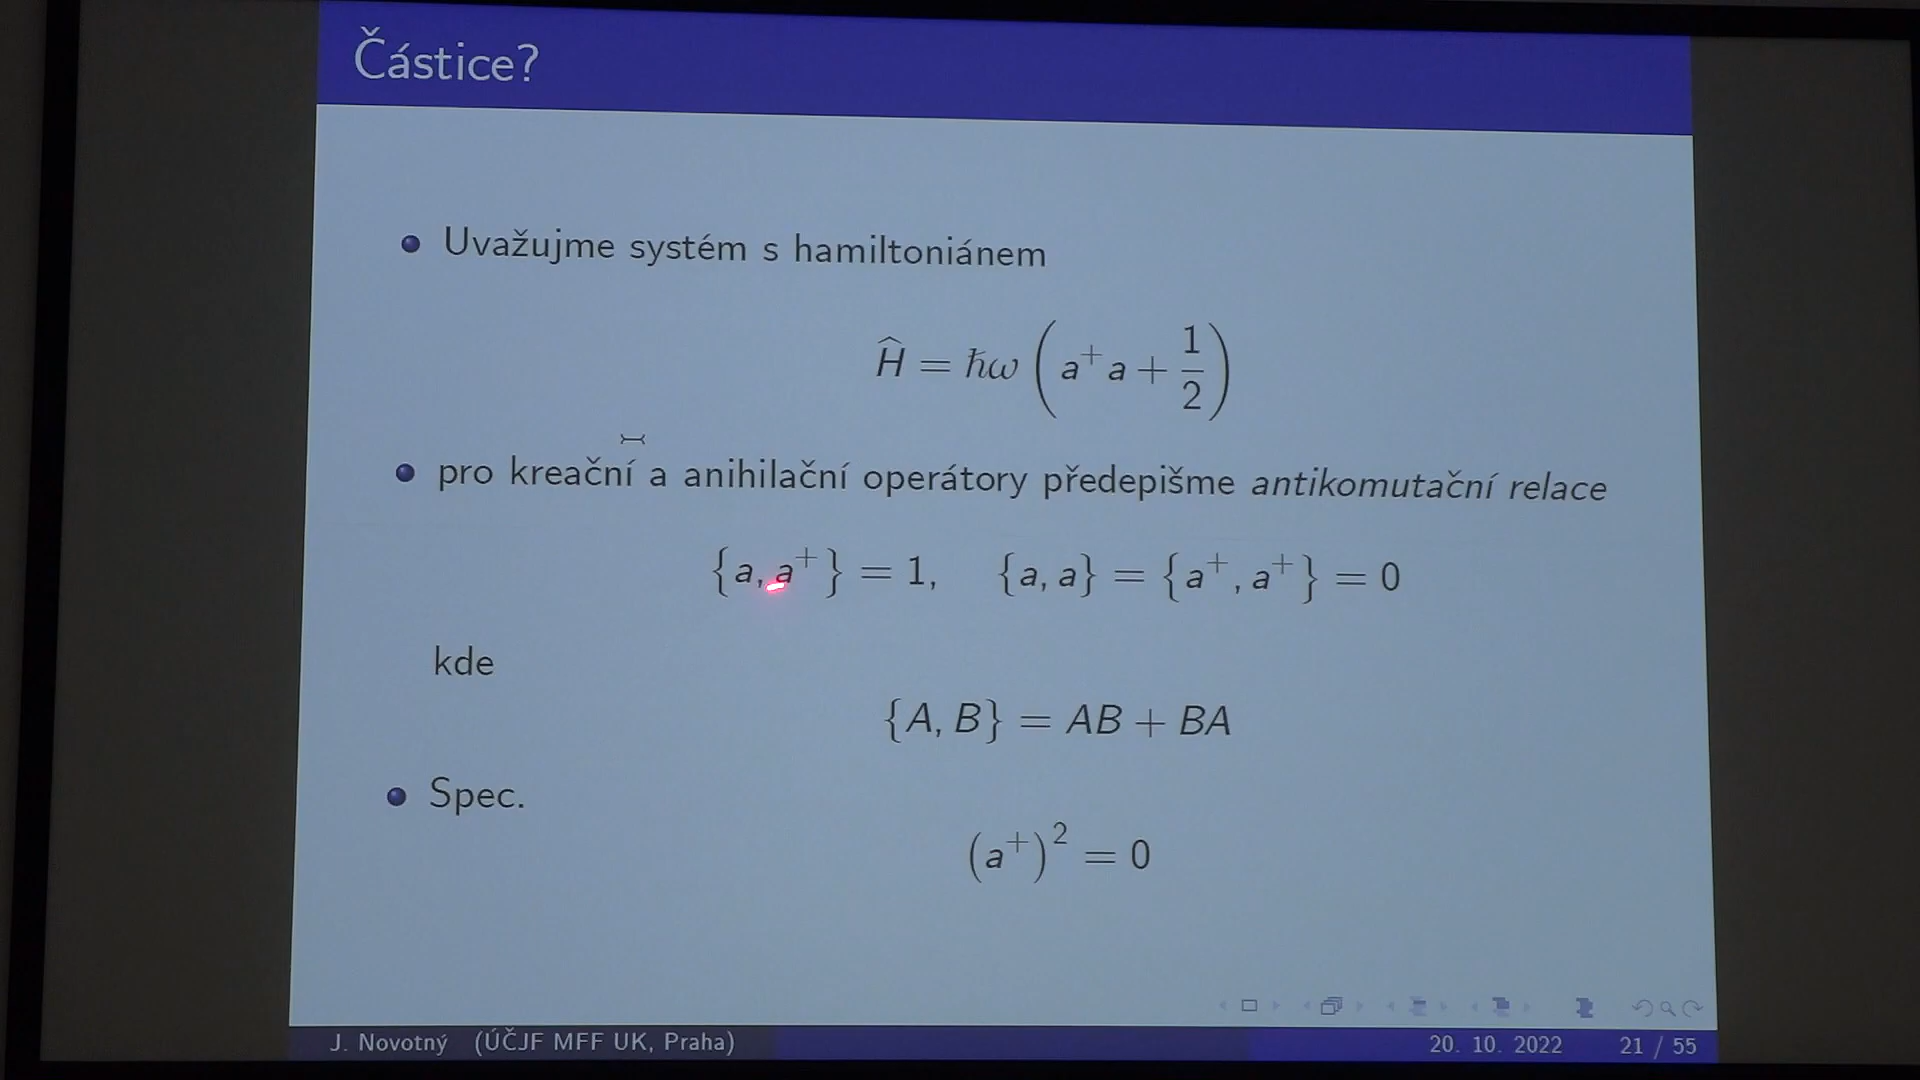 Částice?
Uvažujme systém s hamiltoniánem
Ĥ = ħω (a⁺a + 1/2)
pro kreační a anihilační operátory předepišme antikomutační relace
{a, a⁺} = 1, {a, a} = {a⁺, a⁺} = 0
kde
{A, B} = AB + BA
Spec.
(a⁺)² = 0
J. Novotný (ÚČJF MFF UK, Praha) 20. 10. 2022 21 / 55